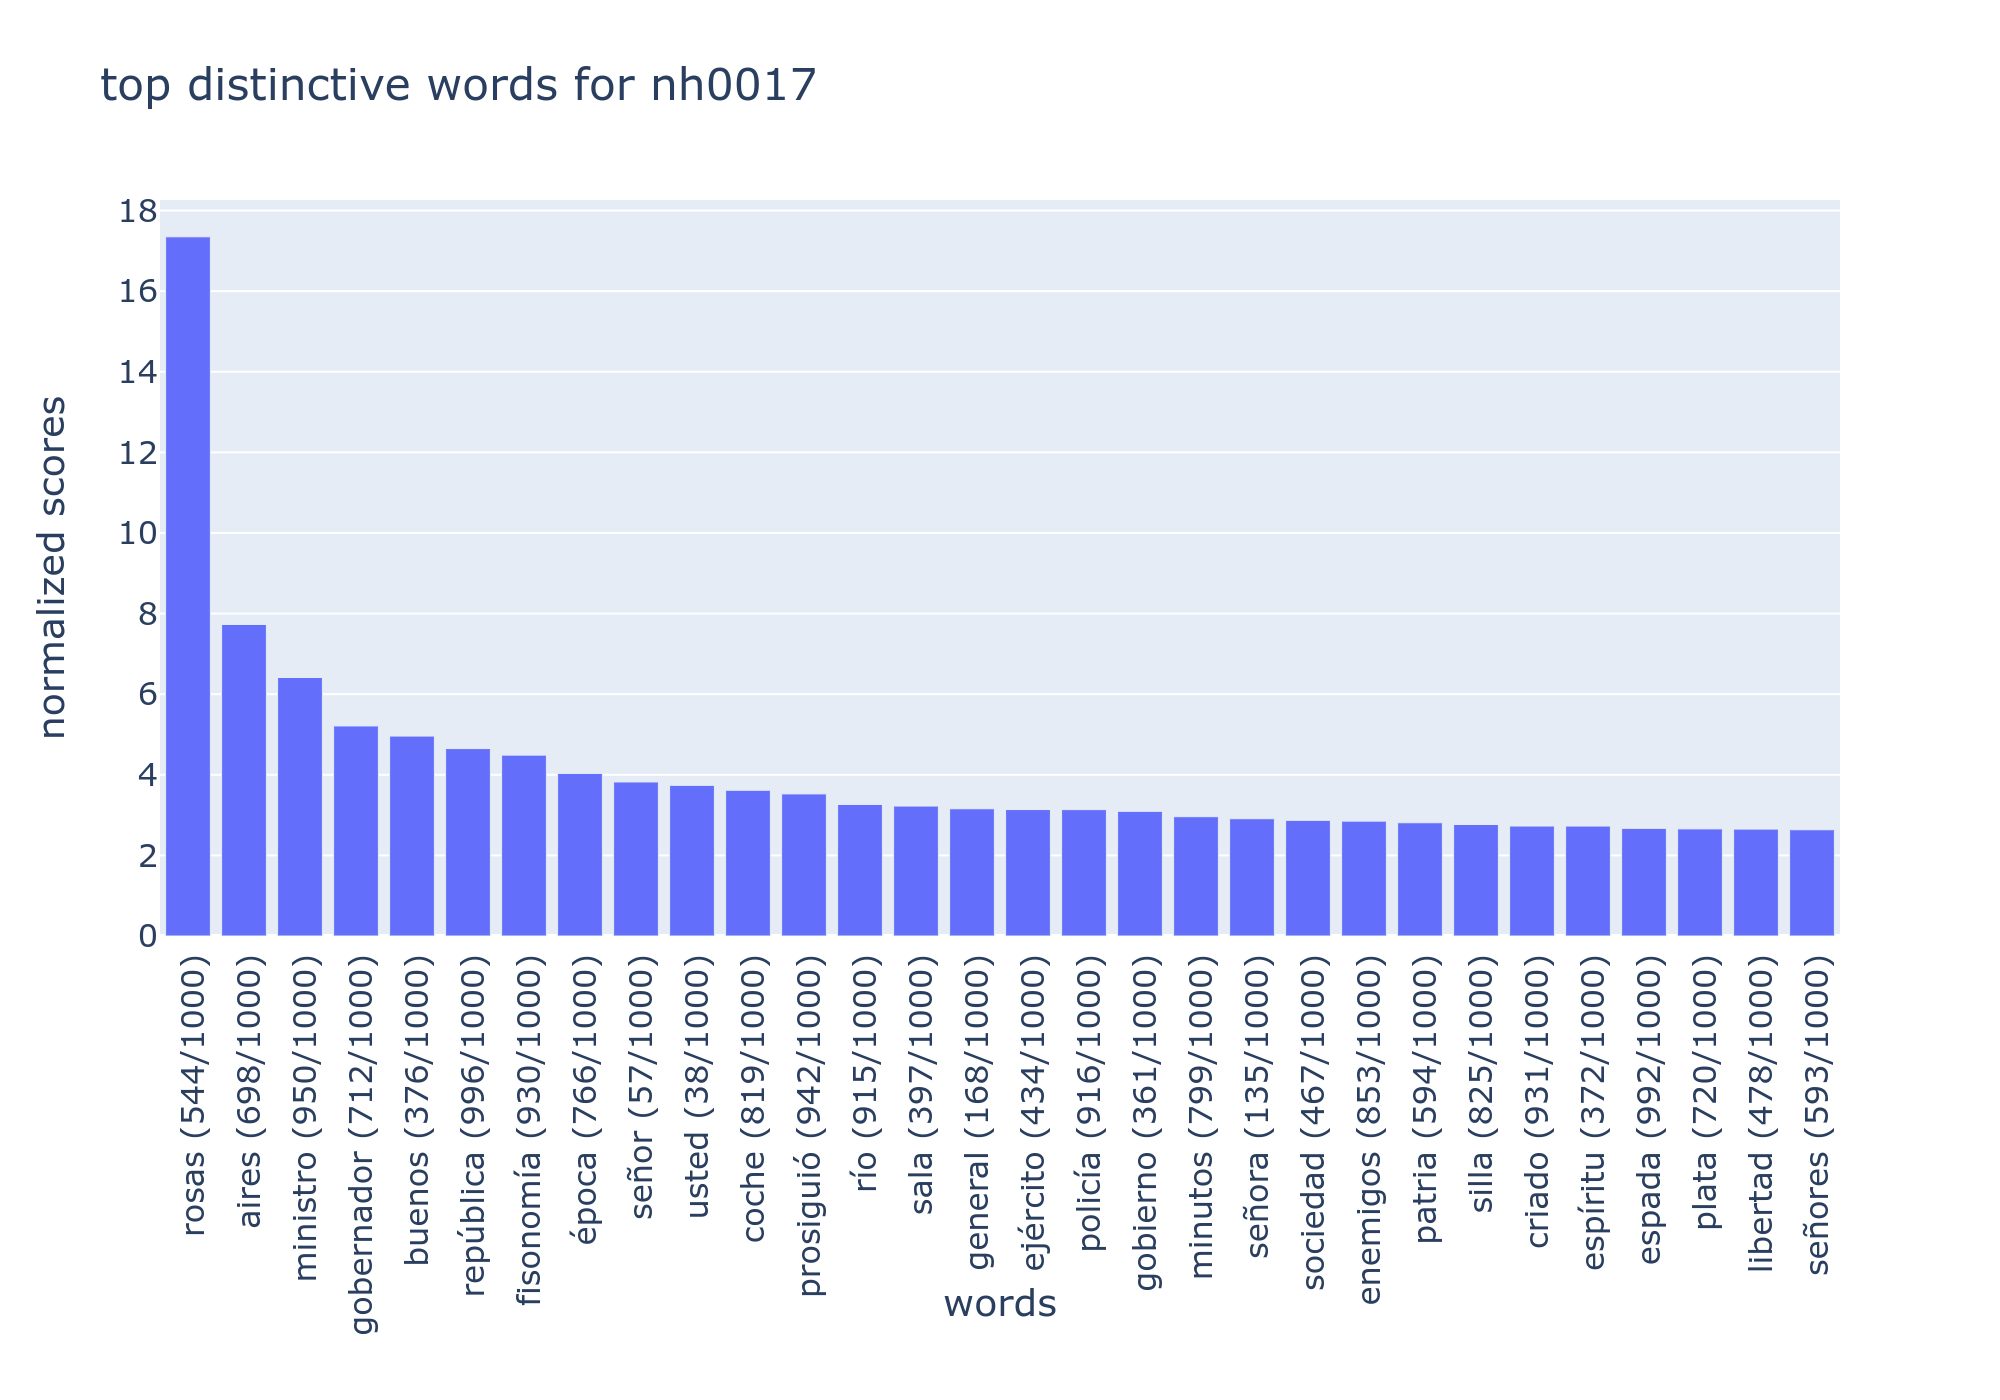 top distinctive words for nh0017
normalized scores
18
16
14
12
10
8
6
4
2
0
rosas (544/1000)
aires (698/1000)
ministro (950/1000)
gobernador (712/1000)
buenos (376/1000)
república (996/1000)
fisonomía (930/1000)
época (766/1000)
señor (57/1000)
usted (38/1000)
coche (819/1000)
prosiguió (942/1000)
río (915/1000)
sala (397/1000)
general (168/1000)
ejército (434/1000)
policía (916/1000)
gobierno (361/1000)
minutos (799/1000)
señora (135/1000)
sociedad (467/1000)
enemigos (853/1000)
patria (594/1000)
silla (825/1000)
criado (931/1000)
espíritu (372/1000)
espada (992/1000)
plata (720/1000)
libertad (478/1000)
señores (593/1000)
words